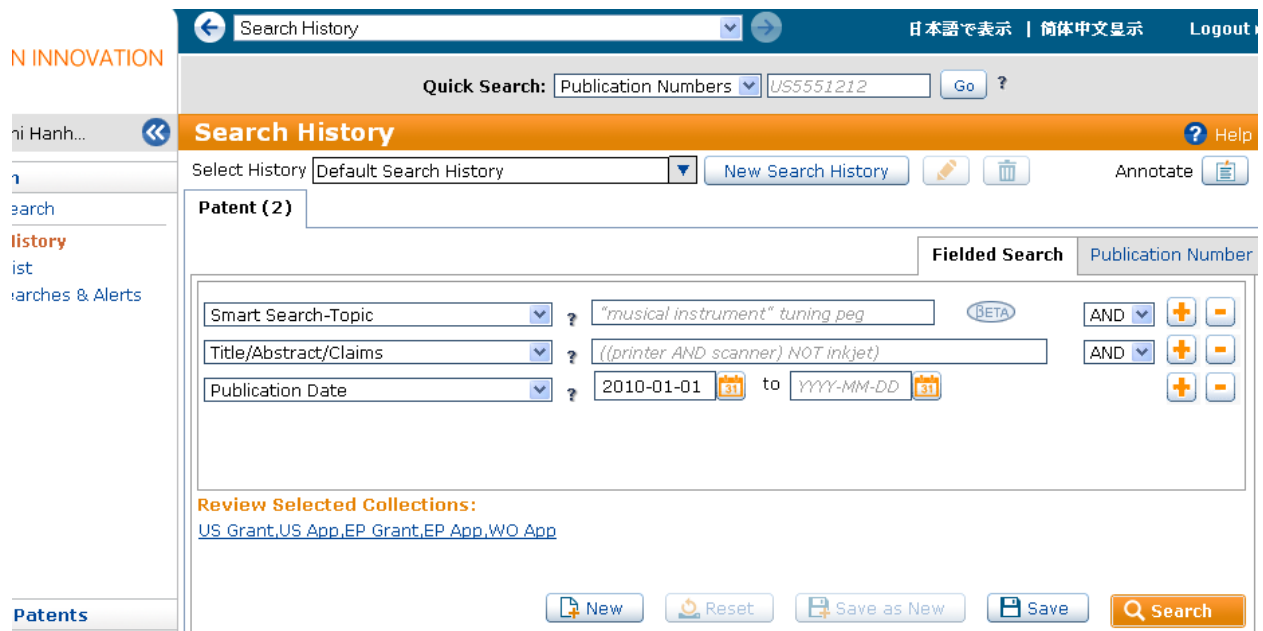 Search History
日本語で表示 | 简体中文显示 Logout
N INNOVATION
Quick Search: Publication Numbers US5551212 Go ?
hi Hanh...
Search History
? Help
Select History Default Search History New Search History Annotate
earch
Patent (2)
History
ist
earches & Alerts
Fielded Search Publication Number
Smart Search-Topic ? "musical instrument" tuning peg BETA AND + -
Title/Abstract/Claims ? ((printer AND scanner) NOT inkjet) AND + -
Publication Date ? 2010-01-01 31 to YYYY-MM-DD 31 + -
Review Selected Collections:
US Grant,US App,EP Grant,EP App,WO App
New Reset Save as New Save Search
Patents